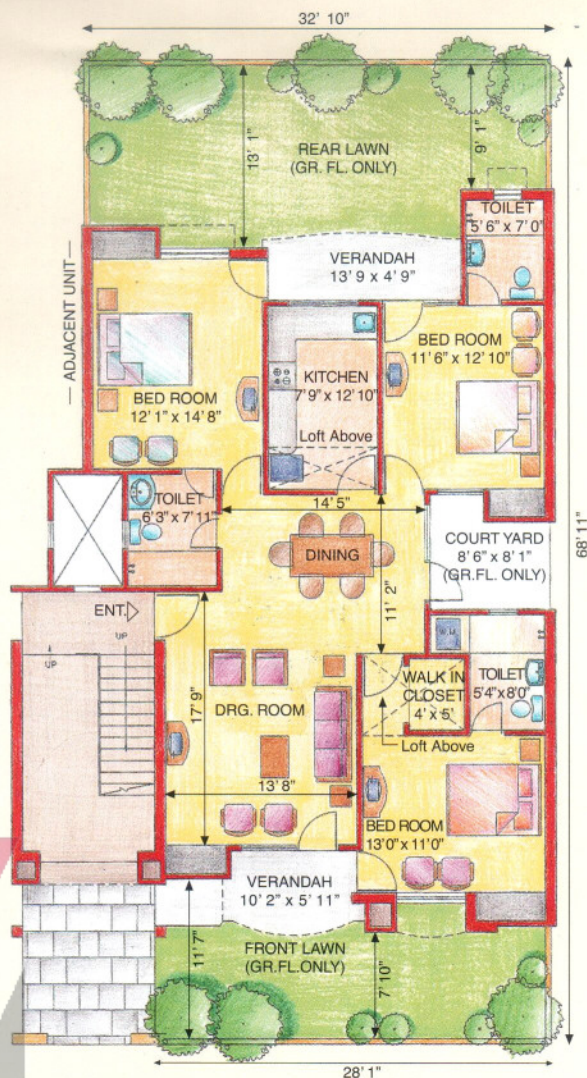 32' 10"
REAR LAWN
(GR. FL. ONLY)
13' 1"
9' 1"
TOILET
5'6" x 7'0"
VERANDAH
13'9 x 4'9"
ADJACENT UNIT
BED ROOM
11'6" x 12'10"
KITCHEN
7'9" x 12'10"
BED ROOM
12'1" x 14'8"
Loft Above
TOILET
6'3" x 7'11"
14'5"
COURT YARD
8'6" x 8'1"
(GR.FL. ONLY)
68' 11"
DINING
11' 2"
ENT.
UP
UP
W.M.
17'9"
WALK IN
CLOSET
4' x 5'
TOILET
5'4" x 8'0"
DRG. ROOM
Loft Above
13'8"
BED ROOM
13'0" x 11'0"
VERANDAH
10' 2" x 5' 11"
11'7"
FRONT LAWN
(GR.FL.ONLY)
7' 10"
28' 1"